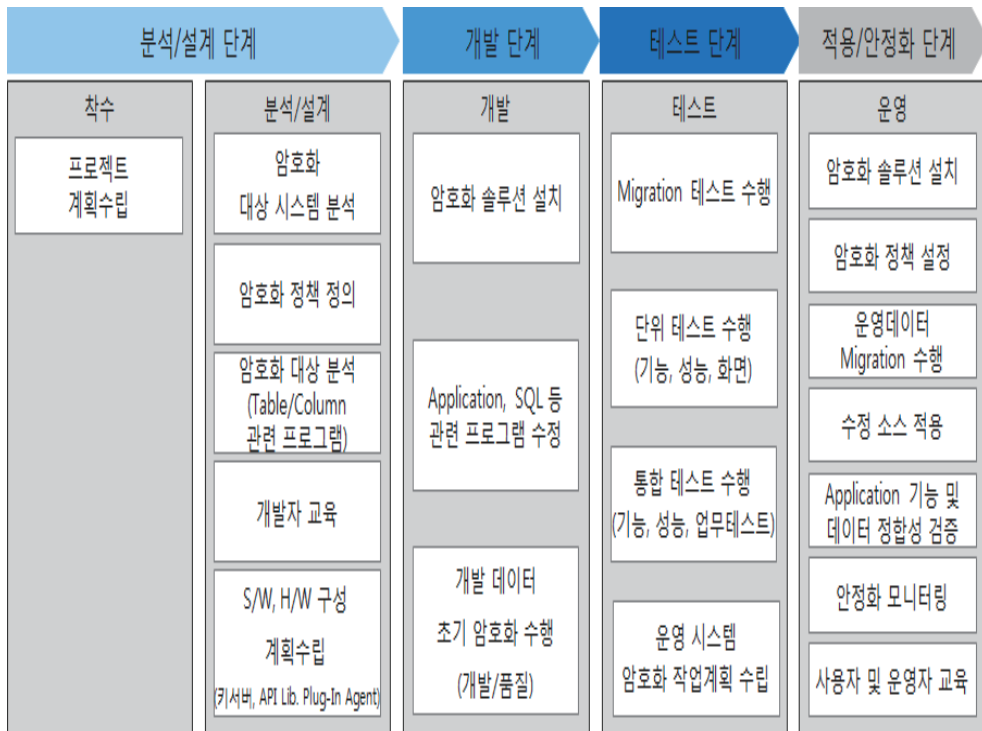 분석/설계 단계
개발 단계
테스트 단계
적용/안정화 단계
착수
프로젝트
계획수립
분석/설계
암호화
대상 시스템 분석
암호화 정책 정의
암호화 대상 분석
(Table/Column
관련 프로그램)
개발자 교육
S/W, H/W 구성
계획수립
(키서버, API Lib. Plug-In Agent)
개발
암호화 솔루션 설치
Application, SQL 등
관련 프로그램 수정
개발 데이터
초기 암호화 수행
(개발/품질)
테스트
Migration 테스트 수행
단위 테스트 수행
(기능, 성능, 화면)
통합 테스트 수행
(기능, 성능, 업무테스트)
운영 시스템
암호화 작업계획 수립
운영
암호화 솔루션 설치
암호화 정책 설정
운영데이터
Migration 수행
수정 소스 적용
Application 기능 및
데이터 정합성 검증
안정화 모니터링
사용자 및 운영자 교육